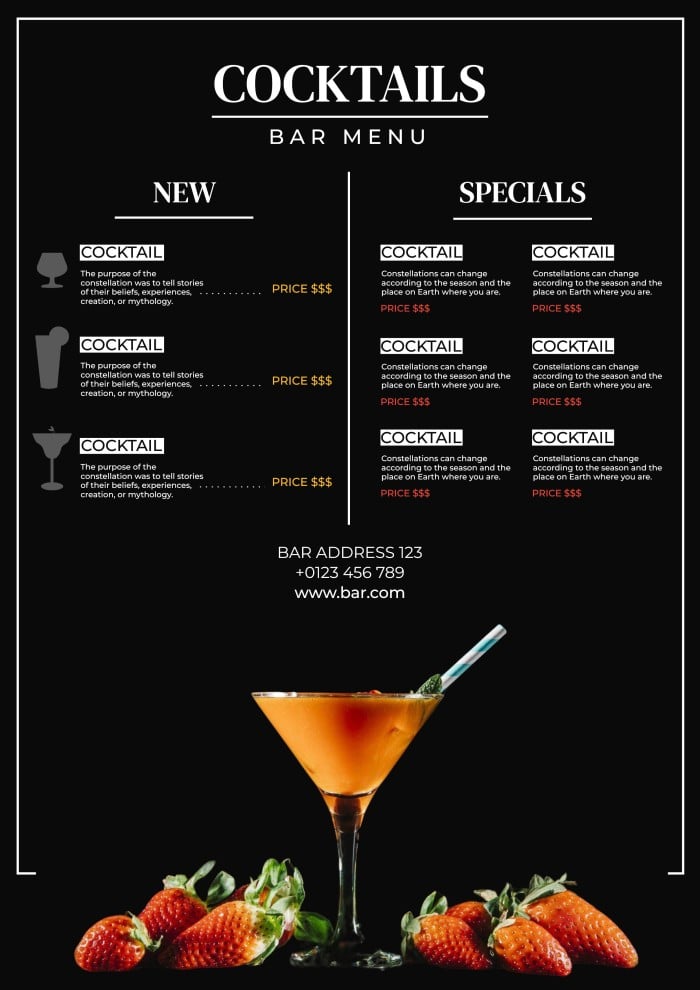 COCKTAILS
BAR MENU
NEW
COCKTAIL
The purpose of the
constellation was to tell stories
of their beliefs, experiences, ........... PRICE $$$
creation, or mythology.
COCKTAIL
The purpose of the
constellation was to tell stories
of their beliefs, experiences, ........... PRICE $$$
creation, or mythology.
COCKTAIL
The purpose of the
constellation was to tell stories
of their beliefs, experiences, ........... PRICE $$$
creation, or mythology.
SPECIALS
COCKTAIL
Constellations can change
according to the season and the
place on Earth where you are.
PRICE $$$
COCKTAIL
Constellations can change
according to the season and the
place on Earth where you are.
PRICE $$$
COCKTAIL
Constellations can change
according to the season and the
place on Earth where you are.
PRICE $$$
COCKTAIL
Constellations can change
according to the season and the
place on Earth where you are.
PRICE $$$
COCKTAIL
Constellations can change
according to the season and the
place on Earth where you are.
PRICE $$$
COCKTAIL
Constellations can change
according to the season and the
place on Earth where you are.
PRICE $$$
BAR ADDRESS 123
+0123 456 789
www.bar.com